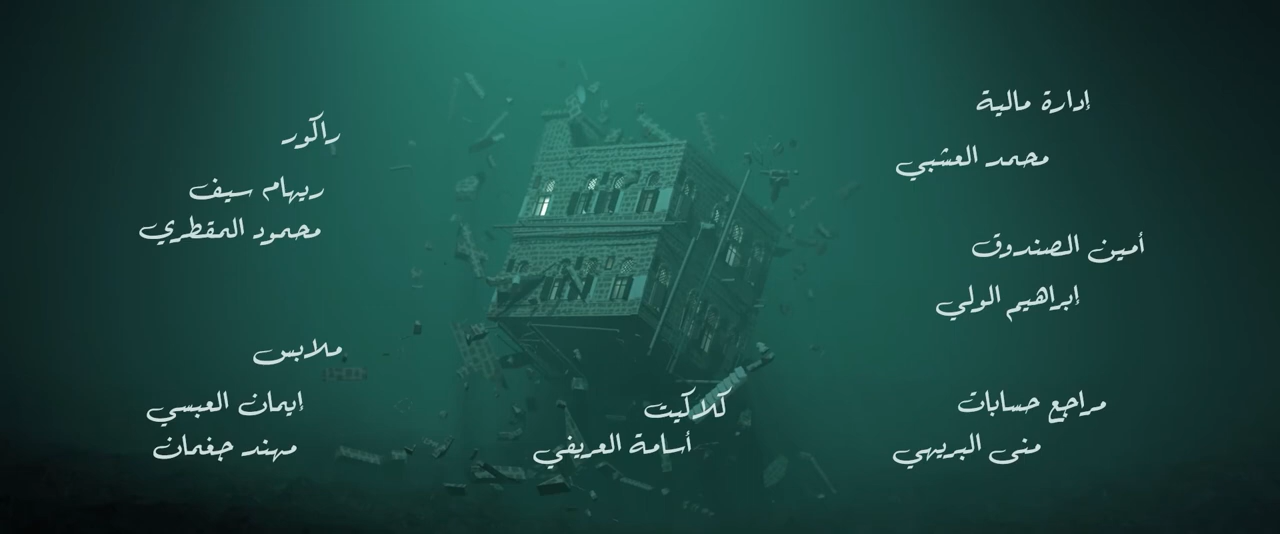 إدارة مالية
محمد العشبي
أمين الصندوق
إبراهيم الولي
مراجع حسابات
منى البريهي
كلاكيت
أسامة العريفي
راكور
ريهام سيف
محمود المقطري
ملابس
إيمان العبسي
مهند جغمان